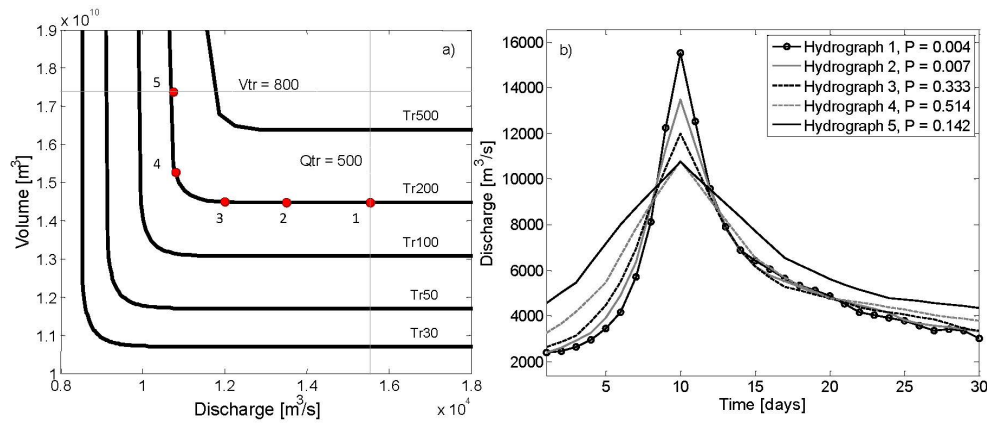 x 10^10
1.9
1.8
1.7
1.6
1.5
1.4
1.3
1.2
1.1
1
Volume [m³]
a)
5
Vtr = 800
Tr500
Qtr = 500
4
Tr200
3
2
1
Tr100
Tr50
Tr30
0.8
1
1.2
1.4
1.6
1.8
Discharge [m³/s]
x 10^4
16000
14000
12000
10000
8000
6000
4000
2000
Discharge [m³/s]
b)
Hydrograph 1, P = 0.004
Hydrograph 2, P = 0.007
Hydrograph 3, P = 0.333
Hydrograph 4, P = 0.514
Hydrograph 5, P = 0.142
5
10
15
20
25
30
Time [days]